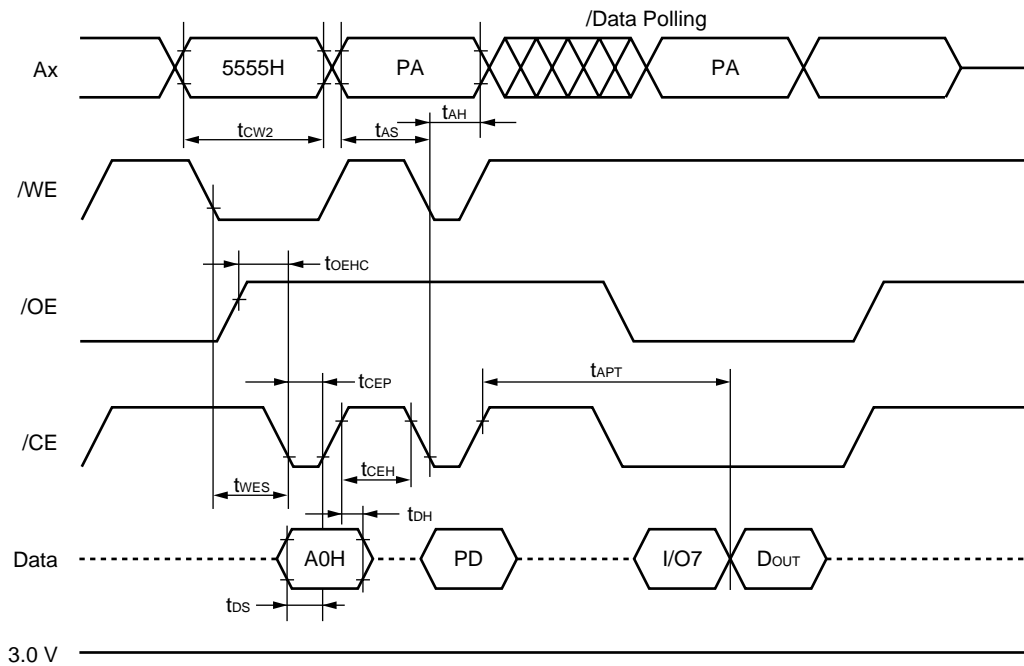 /Data Polling
Ax 5555H PA PA
tCW2 tAS tAH
/WE
tOEHC
/OE
tCEP tAPT
/CE
tCEH
tWES
tDH
Data A0H PD I/O7 DOUT
tDS
3.0 V